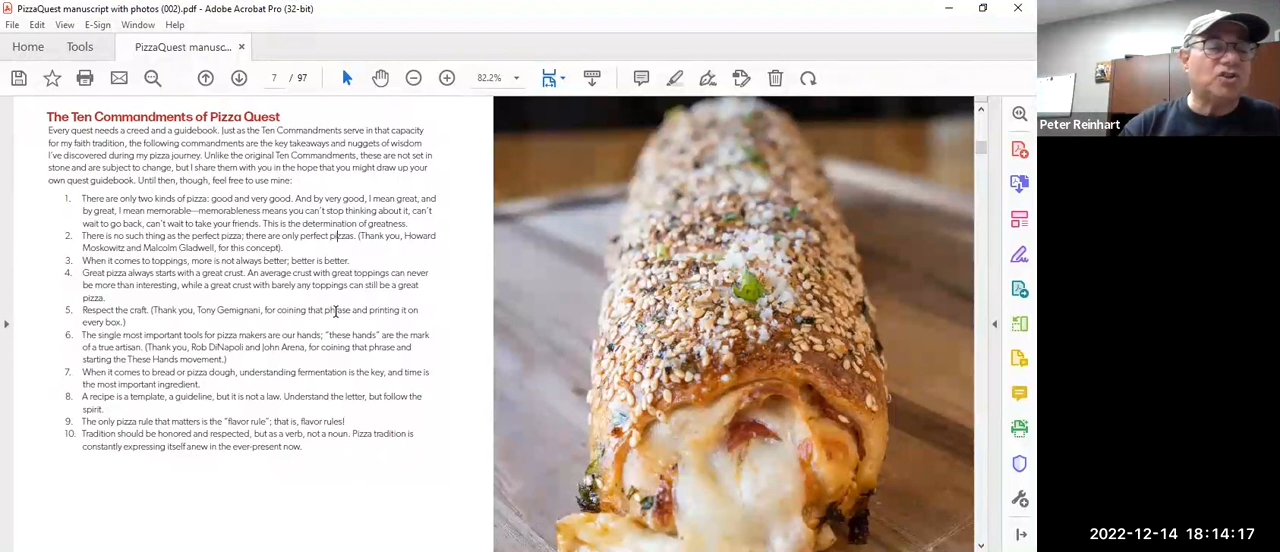 PizzaQuest manuscript with photos (002).pdf - Adobe Acrobat Pro (32-bit)
File Edit View E-Sign Window Help
Home Tools PizzaQuest manusc... ×
7 / 97 82.2%
The Ten Commandments of Pizza Quest
Every quest needs a creed and a guidebook. Just as the Ten Commandments serve in that capacity
for my faith tradition, the following commandments are the key takeaways and nuggets of wisdom
I've discovered during my pizza journey. Unlike the original Ten Commandments, these are not set in
stone and are subject to change, but I share them with you in the hope that you might draw up your
own quest guidebook. Until then, though, feel free to use mine:
1. There are only two kinds of pizza: good and very good. And by very good, I mean great, and
by great, I mean memorable—memorableness means you can't stop thinking about it, can't
wait to go back, can't wait to take your friends. This is the determination of greatness.
2. There is no such thing as the perfect pizza; there are only perfect pizzas. (Thank you, Howard
Moskowitz and Malcolm Gladwell, for this concept).
3. When it comes to toppings, more is not always better; better is better.
4. Great pizza always starts with a great crust. An average crust with great toppings can never
be more than interesting, while a great crust with barely any toppings can still be a great
pizza.
5. Respect the craft. (Thank you, Tony Gemignani, for coining that phrase and printing it on
every box.)
6. The single most important tools for pizza makers are our hands; "these hands" are the mark
of a true artisan. (Thank you, Rob DiNapoli and John Arena, for coining that phrase and
starting the These Hands movement.)
7. When it comes to bread or pizza dough, understanding fermentation is the key, and time is
the most important ingredient.
8. A recipe is a template, a guideline, but it is not a law. Understand the letter, but follow the
spirit.
9. The only pizza rule that matters is the "flavor rule"; that is, flavor rules!
10. Tradition should be honored and respected, but as a verb, not a noun. Pizza tradition is
constantly expressing itself anew in the ever-present now.
Peter Reinhart
2022-12-14 18:14:17